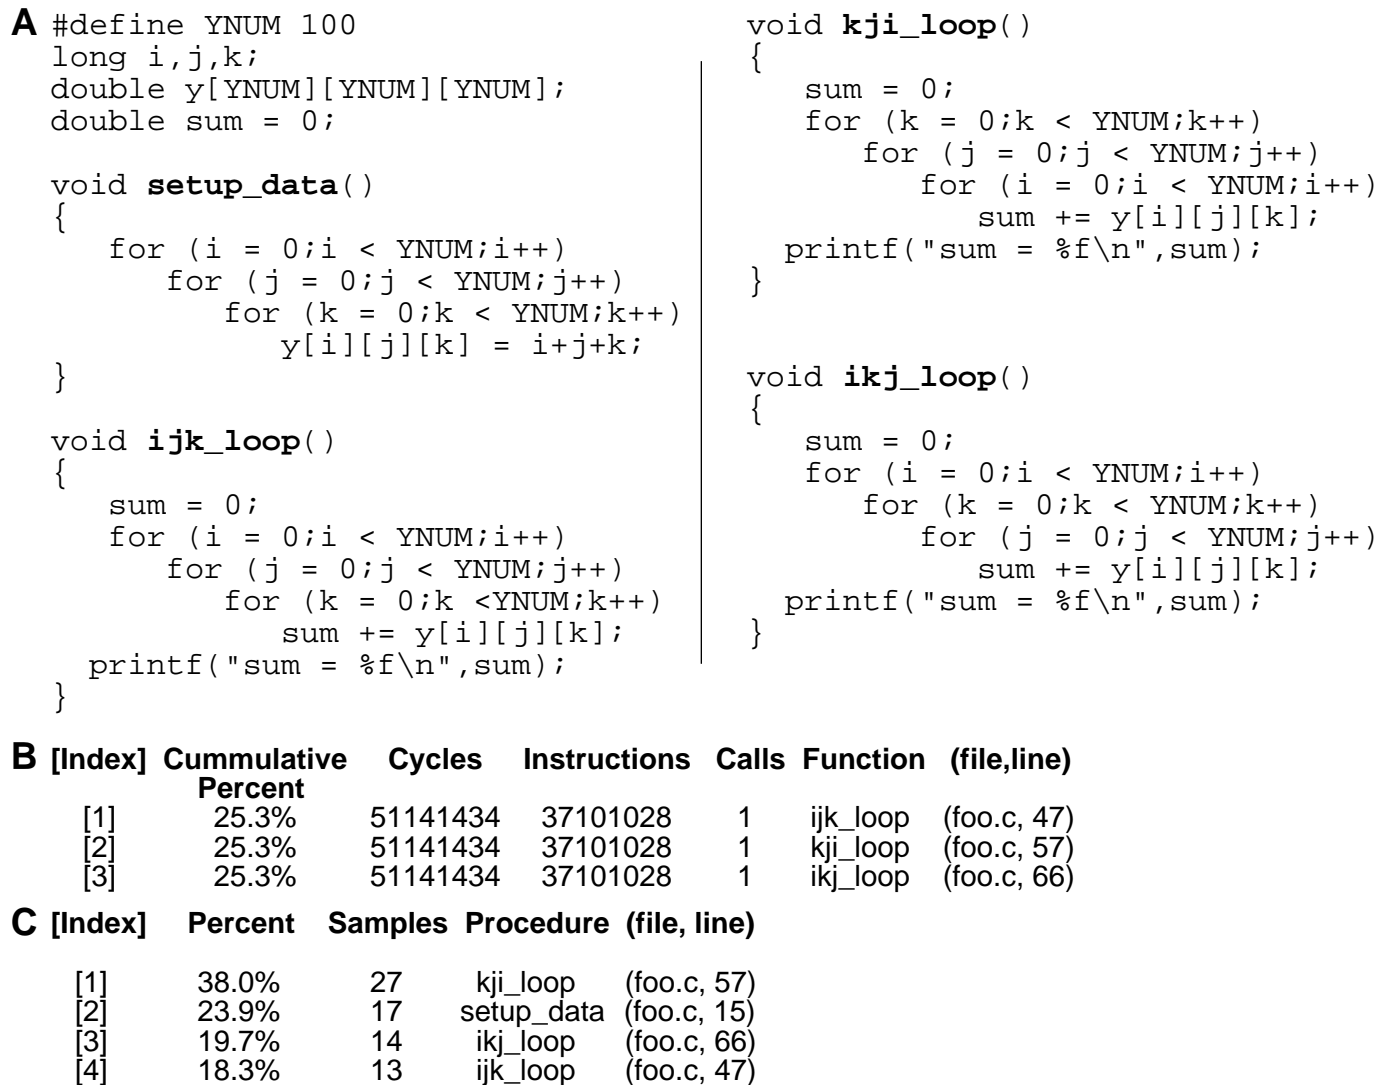 A #define YNUM 100
long i,j,k;
double y[YNUM][YNUM][YNUM];
double sum = 0;
void setup_data()
{
for (i = 0;i < YNUM;i++)
for (j = 0;j < YNUM;j++)
for (k = 0;k < YNUM;k++)
y[i][j][k] = i+j+k;
}
void ijk_loop()
{
sum = 0;
for (i = 0;i < YNUM;i++)
for (j = 0;j < YNUM;j++)
for (k = 0;k <YNUM;k++)
sum += y[i][j][k];
printf("sum = %f\n",sum);
}
void kji_loop()
{
sum = 0;
for (k = 0;k < YNUM;k++)
for (j = 0;j < YNUM;j++)
for (i = 0;i < YNUM;i++)
sum += y[i][j][k];
printf("sum = %f\n",sum);
}
void ikj_loop()
{
sum = 0;
for (i = 0;i < YNUM;i++)
for (k = 0;k < YNUM;k++)
for (j = 0;j < YNUM;j++)
sum += y[i][j][k];
printf("sum = %f\n",sum);
}
B [Index] Cummulative Cycles Instructions Calls Function (file,line)
Percent
[1] 25.3% 51141434 37101028 1 ijk_loop (foo.c, 47)
[2] 25.3% 51141434 37101028 1 kji_loop (foo.c, 57)
[3] 25.3% 51141434 37101028 1 ikj_loop (foo.c, 66)
C [Index] Percent Samples Procedure (file, line)
[1] 38.0% 27 kji_loop (foo.c, 57)
[2] 23.9% 17 setup_data (foo.c, 15)
[3] 19.7% 14 ikj_loop (foo.c, 66)
[4] 18.3% 13 ijk_loop (foo.c, 47)